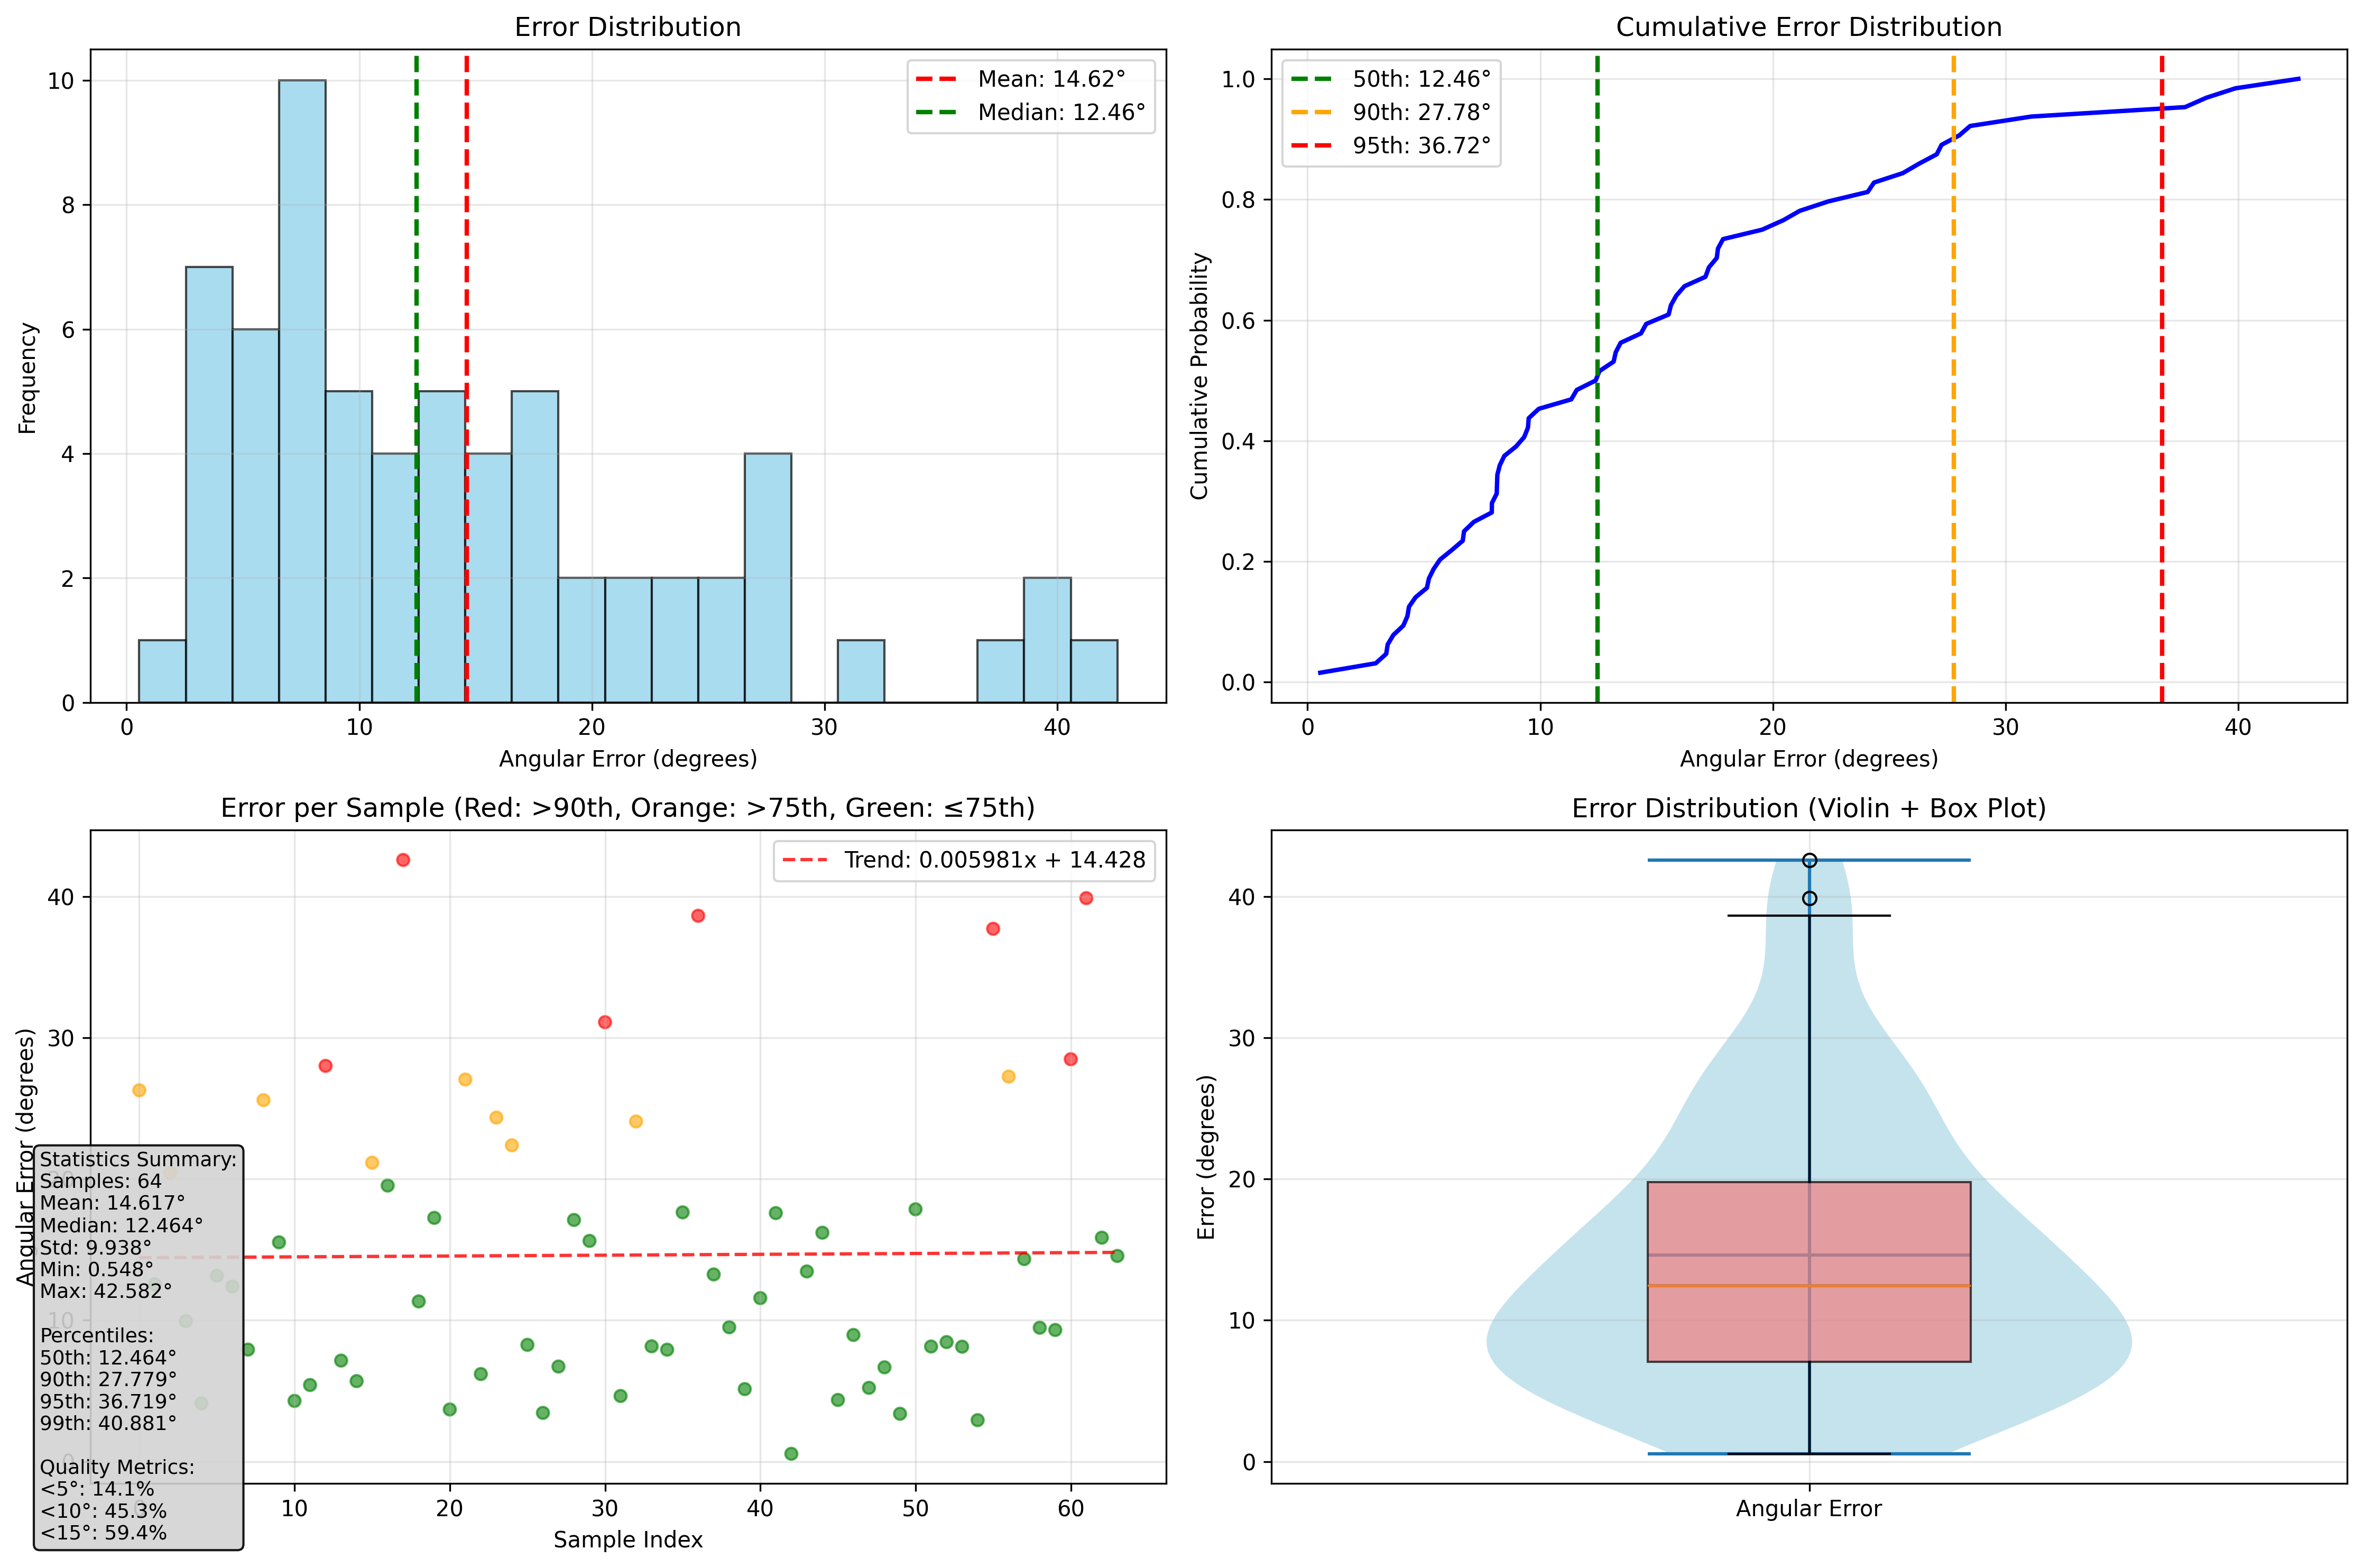 Error Distribution
Mean: 14.62°
Median: 12.46°
10
8
6
4
2
0
Frequency
0 10 20 30 40
Angular Error (degrees)
Cumulative Error Distribution
50th: 12.46°
90th: 27.78°
95th: 36.72°
1.0
0.8
0.6
0.4
0.2
0.0
Cumulative Probability
0 10 20 30 40
Angular Error (degrees)
Error per Sample (Red: >90th, Orange: >75th, Green: ≤75th)
Trend: 0.005981x + 14.428
40
30
20
10
0
Angular Error (degrees)
0 10 20 30 40 50 60
Sample Index
Statistics Summary:
Samples: 64
Mean: 14.617°
Median: 12.464°
Std: 9.938°
Min: 0.548°
Max: 42.582°
Percentiles:
50th: 12.464°
90th: 27.779°
95th: 36.719°
99th: 40.881°
Quality Metrics:
<5°: 14.1%
<10°: 45.3%
<15°: 59.4%
Error Distribution (Violin + Box Plot)
40
30
20
10
0
Error (degrees)
Angular Error